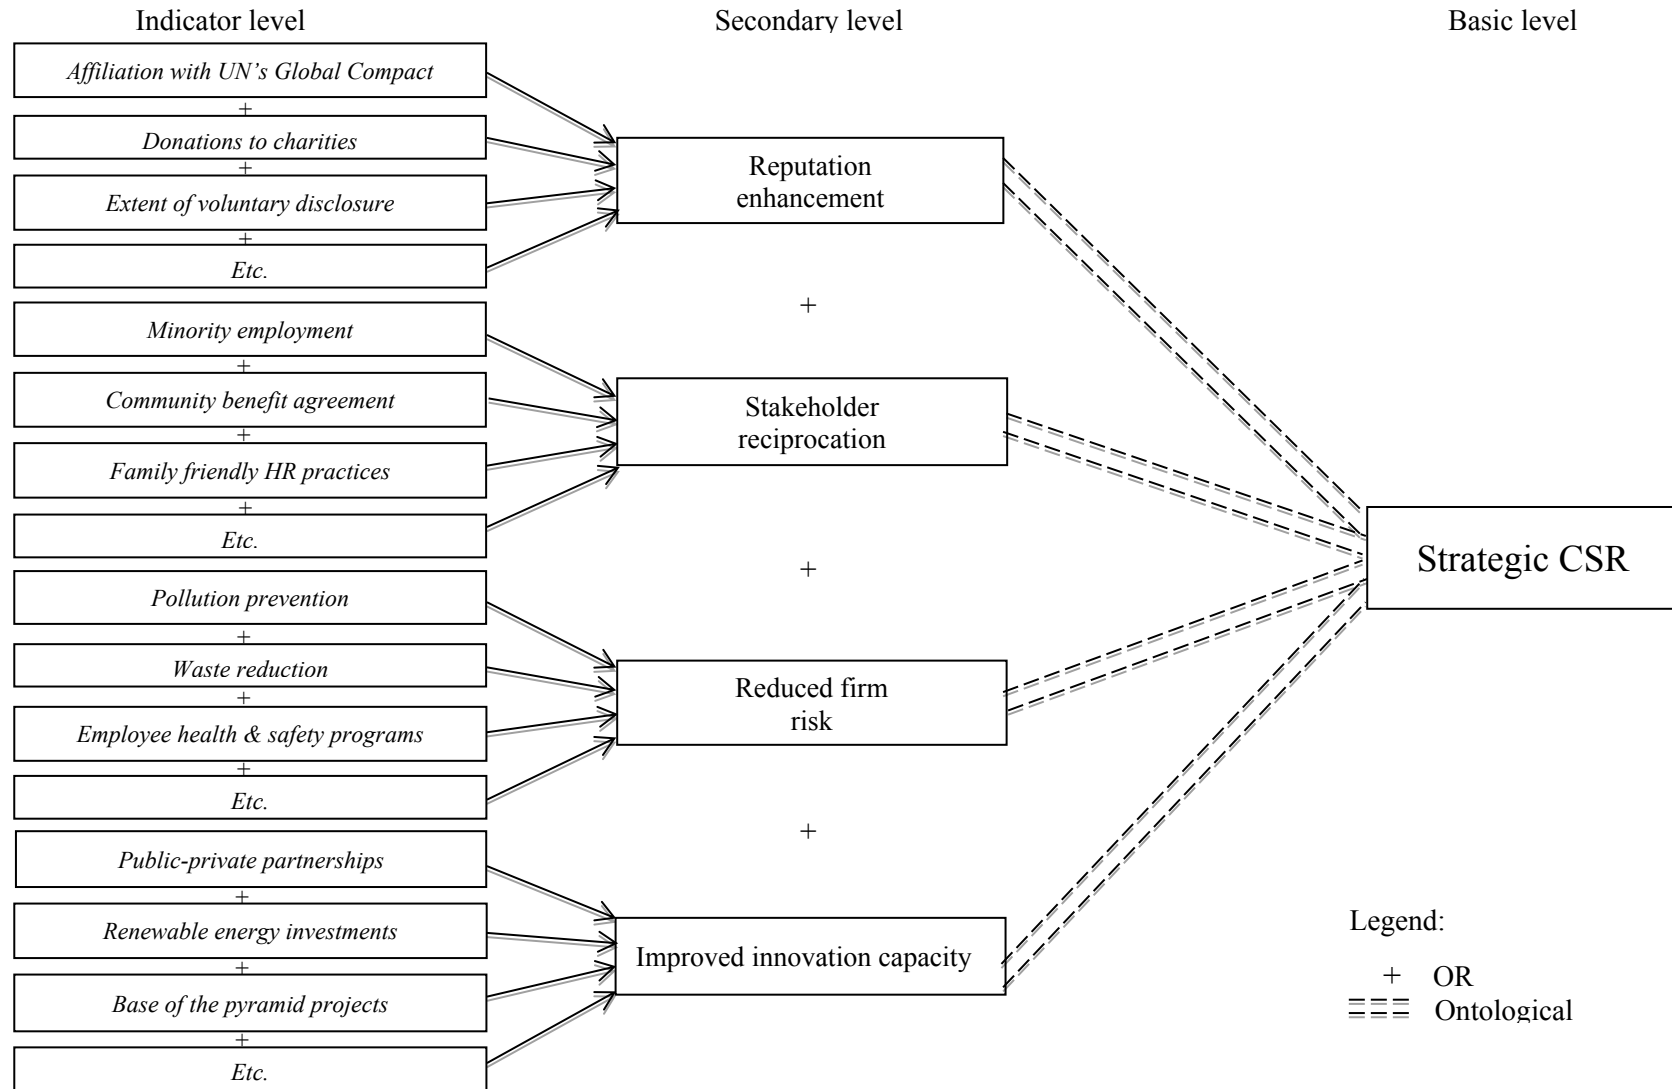 Indicator level
Secondary level
Basic level
Affiliation with UN's Global Compact
+
Donations to charities
+
Extent of voluntary disclosure
+
Etc.
Reputation
enhancement
+
Minority employment
+
Community benefit agreement
+
Family friendly HR practices
+
Etc.
Stakeholder
reciprocation
+
Pollution prevention
+
Waste reduction
+
Employee health & safety programs
+
Etc.
Reduced firm
risk
+
Public-private partnerships
+
Renewable energy investments
+
Base of the pyramid projects
+
Etc.
Improved innovation capacity
Strategic CSR
Legend:
+ OR
Ontological